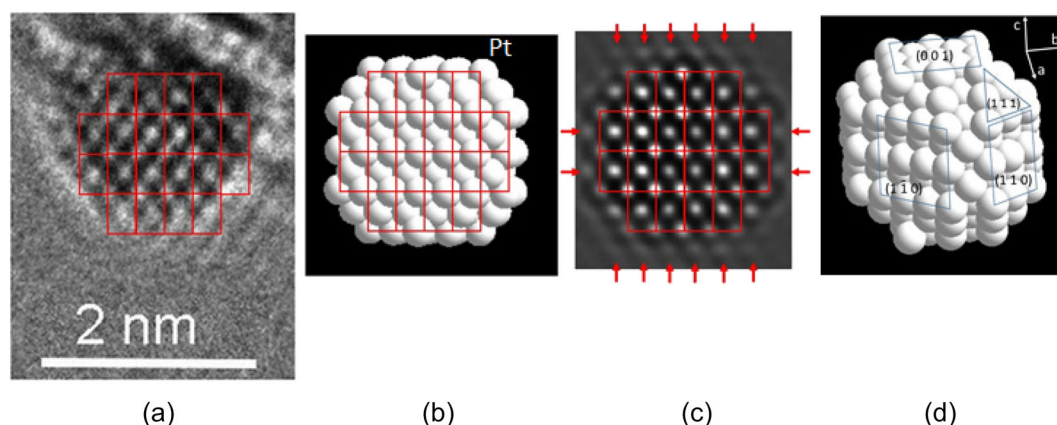 Pt
c
b
a
(0 0 1)
(1 1 1)
(1 1̄ 0)
(1 1 0)
2 nm
(a)
(b)
(c)
(d)